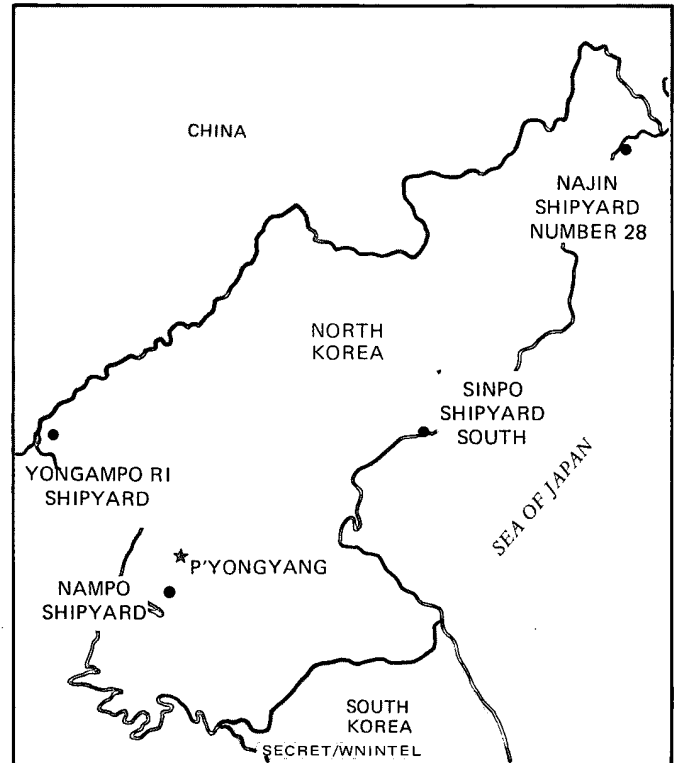 CHINA
NAJIN
SHIPYARD
NUMBER 28
NORTH
KOREA
SINPO
SHIPYARD
SOUTH
SEA OF JAPAN
YONGAMPO RI
SHIPYARD
P'YONGYANG
NAMPO
SHIPYARD
SOUTH
KOREA
SECRET/WNINTEL